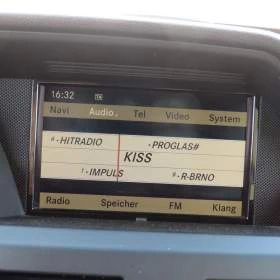 16:32
Navi Audio Tel Video System
HITRADIO PROGLAS#
KISS
IMPULS R-BRNO
Radio Speicher FM Klang